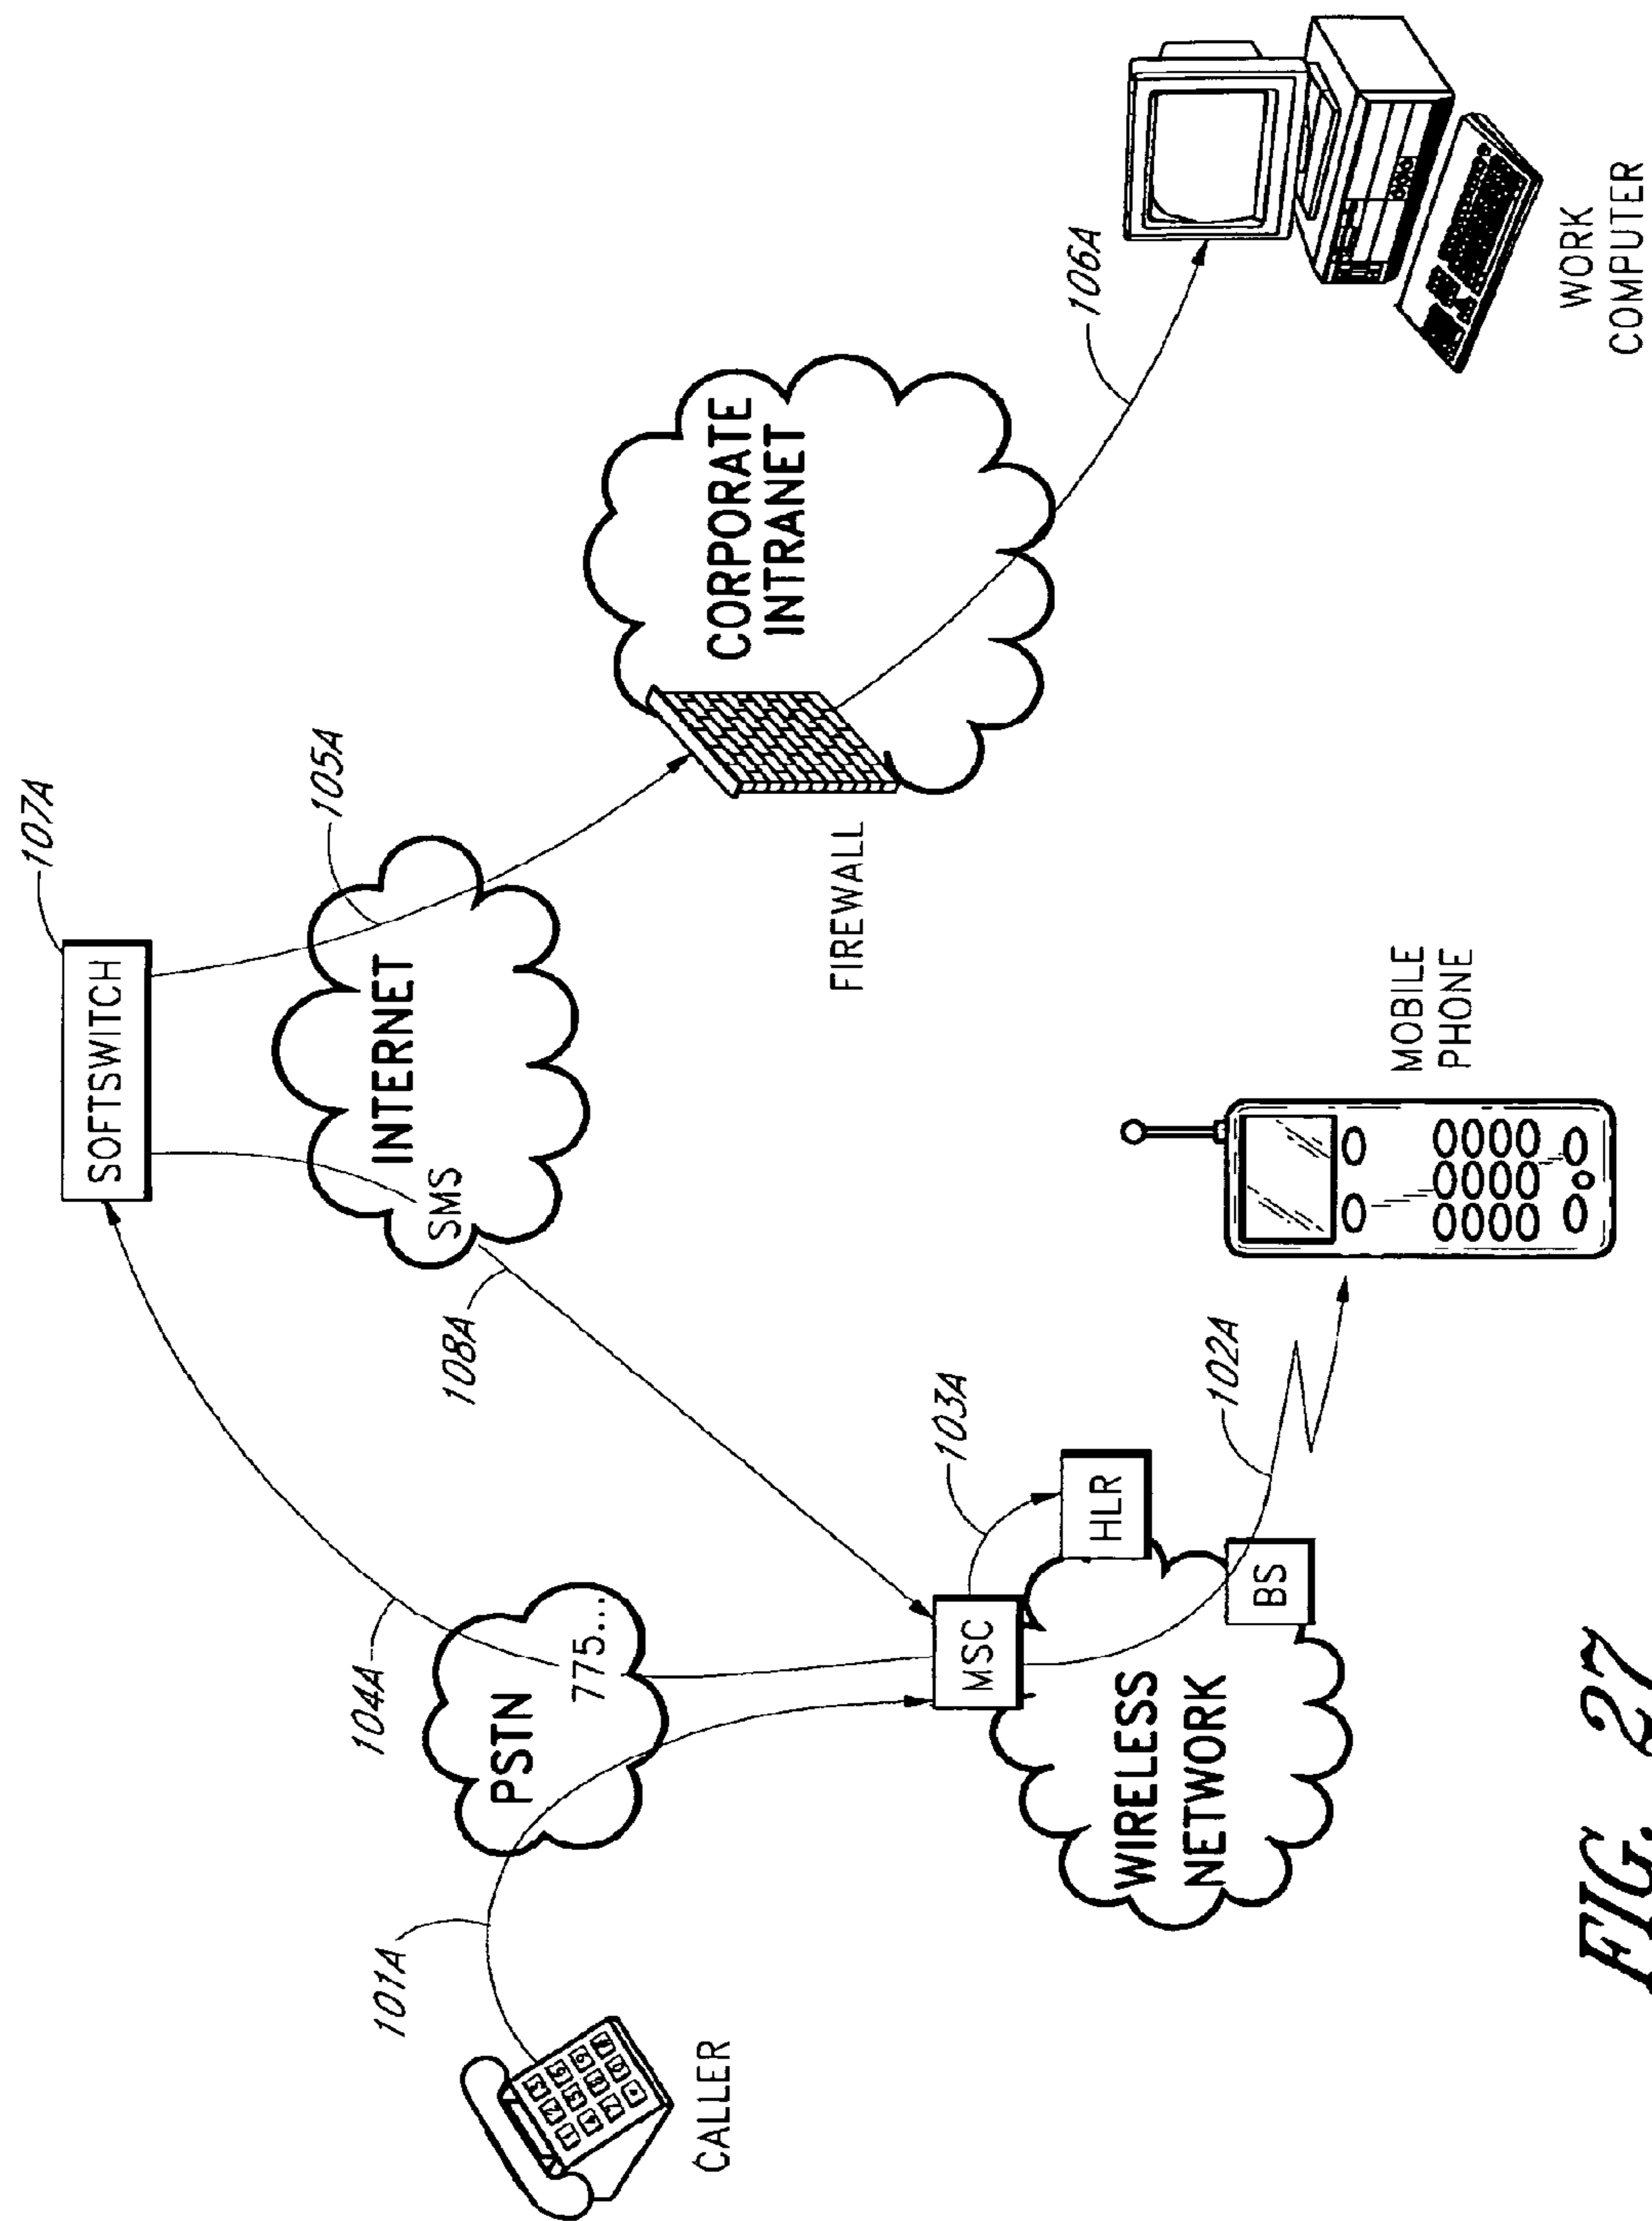 107A
SOFTSWITCH
104A
105A
INTERNET
SMS
108A
101A
PSTN
775...
CALLER
CORPORATE
INTRANET
FIREWALL
106A
103A
MSC
HLR
BS
102A
WIRELESS
NETWORK
MOBILE
PHONE
WORK
COMPUTER
FIG. 27